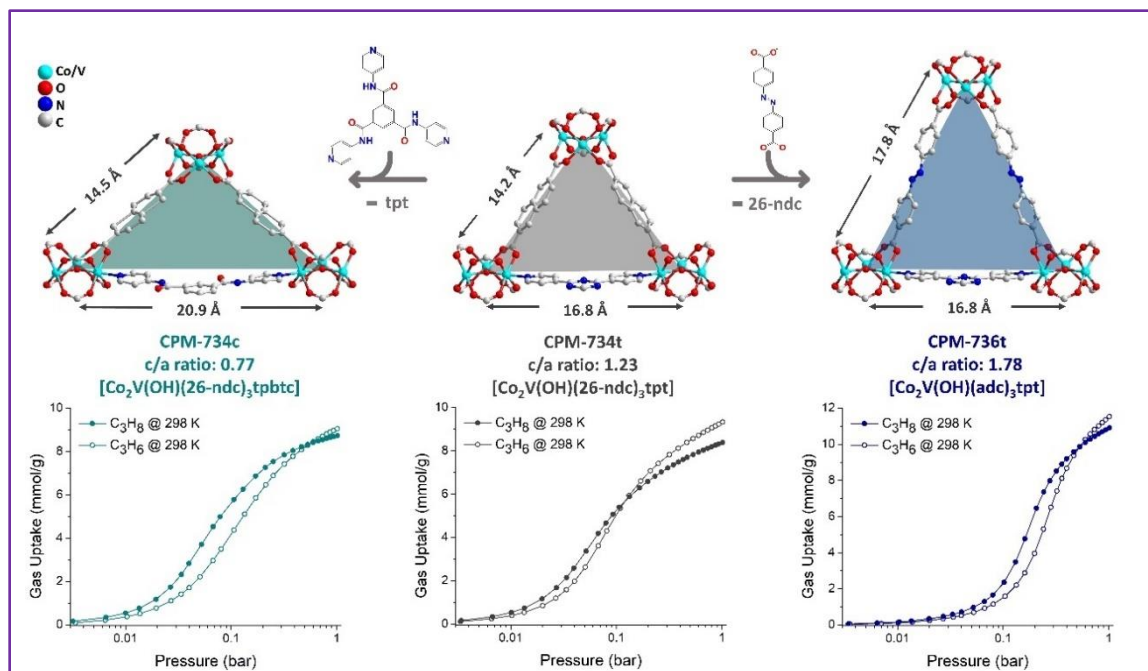 Co/V
O
N
C
N
HN
O
O
NH
N
O
NH
N
O
O⁻
N
N
O
O⁻
14.5 Å
14.2 Å
17.8 Å
– tpt
– 26-ndc
20.9 Å
16.8 Å
16.8 Å
CPM-734c
c/a ratio: 0.77
[Co₂V(OH)(26-ndc)₃tpbtc]
CPM-734t
c/a ratio: 1.23
[Co₂V(OH)(26-ndc)₃tpt]
CPM-736t
c/a ratio: 1.78
[Co₂V(OH)(adc)₃tpt]
Gas Uptake (mmol/g)
10
8
6
4
2
0
C₃H₈ @ 298 K
C₃H₆ @ 298 K
0.01
0.1
1
Pressure (bar)
Gas Uptake (mmol/g)
10
8
6
4
2
0
C₃H₈ @ 298 K
C₃H₆ @ 298 K
0.01
0.1
1
Pressure (bar)
Gas Uptake (mmol/g)
12
10
8
6
4
2
0
C₃H₈ @ 298 K
C₃H₆ @ 298 K
0.01
0.1
1
Pressure (bar)